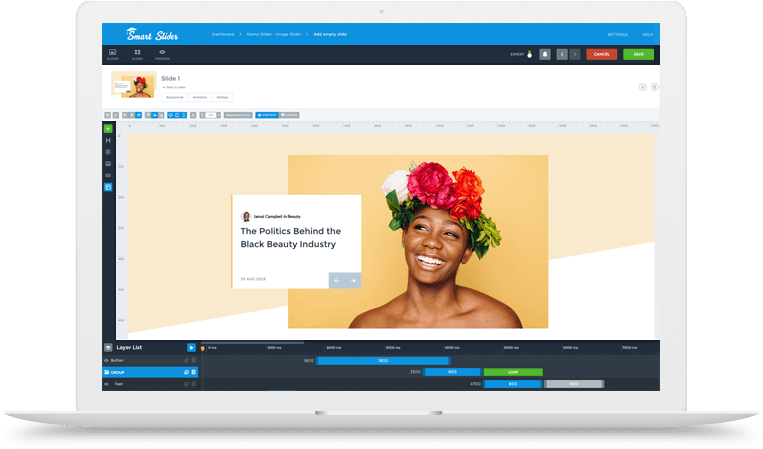 Smart Slider
Dashboard > Demo Slider - Image Slider > Add empty slide
SETTINGS HELP
SLIDER SLIDES PREVIEW
EXPERT
CANCEL
SAVE
Slide 1
Back to slider
Background Animation Settings
CONTENT CANVAS
Jamal Campbell in Beauty
The Politics Behind the
Black Beauty Industry
25 AUG 2018
Layer List
0 ms 1000 ms 2000 ms 3000 ms 4000 ms 5000 ms 6000 ms 7000 ms
Button
1800 1800
GROUP
3500 800 LOOP
Text
4700 800 800